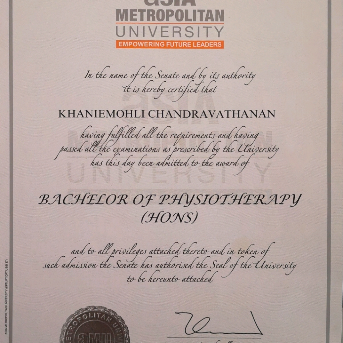 asia
METROPOLITAN
UNIVERSITY
EMPOWERING FUTURE LEADERS
In the name of the Senate and by its authority
it is hereby certified that
KHANIEMOHLI CHANDRAVATHANAN
having fulfilled all the requirements and having
passed all the examinations as prescribed by the University
has this day been admitted to the award of
BACHELOR OF PHYSIOTHERAPY
(HONS)
and to all privileges attached thereto and in token of
such admission the Senate has authorised the Seal of the University
to be hereunto attached